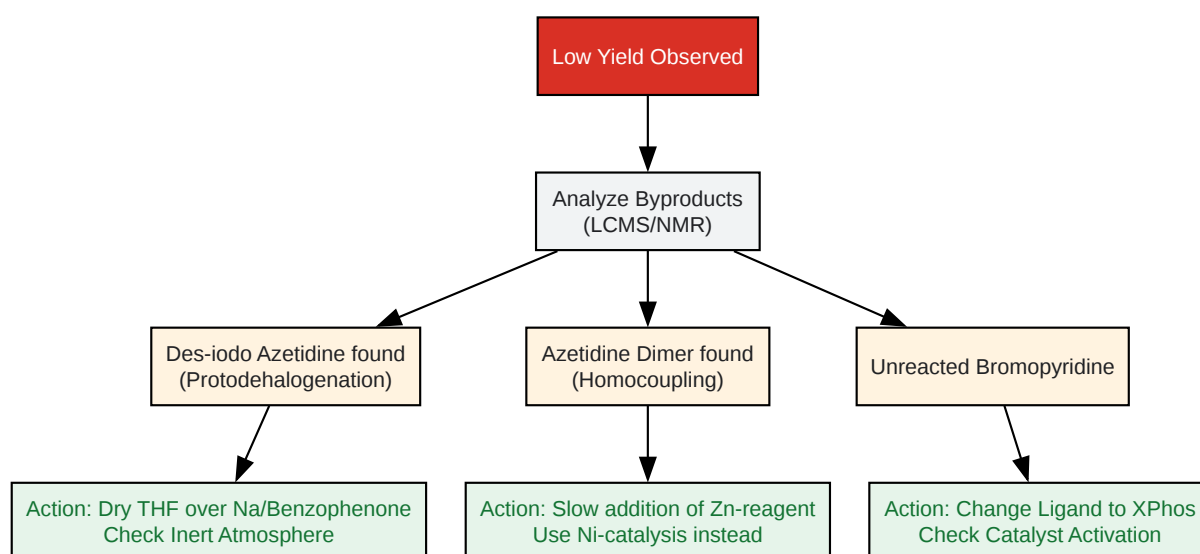 Low Yield Observed
Analyze Byproducts
(LCMS/NMR)
Des-iodo Azetidine found
(Protodehalogenation)
Azetidine Dimer found
(Homocoupling)
Unreacted Bromopyridine
Action: Dry THF over Na/Benzophenone
Check Inert Atmosphere
Action: Slow addition of Zn-reagent
Use Ni-catalysis instead
Action: Change Ligand to XPhos
Check Catalyst Activation